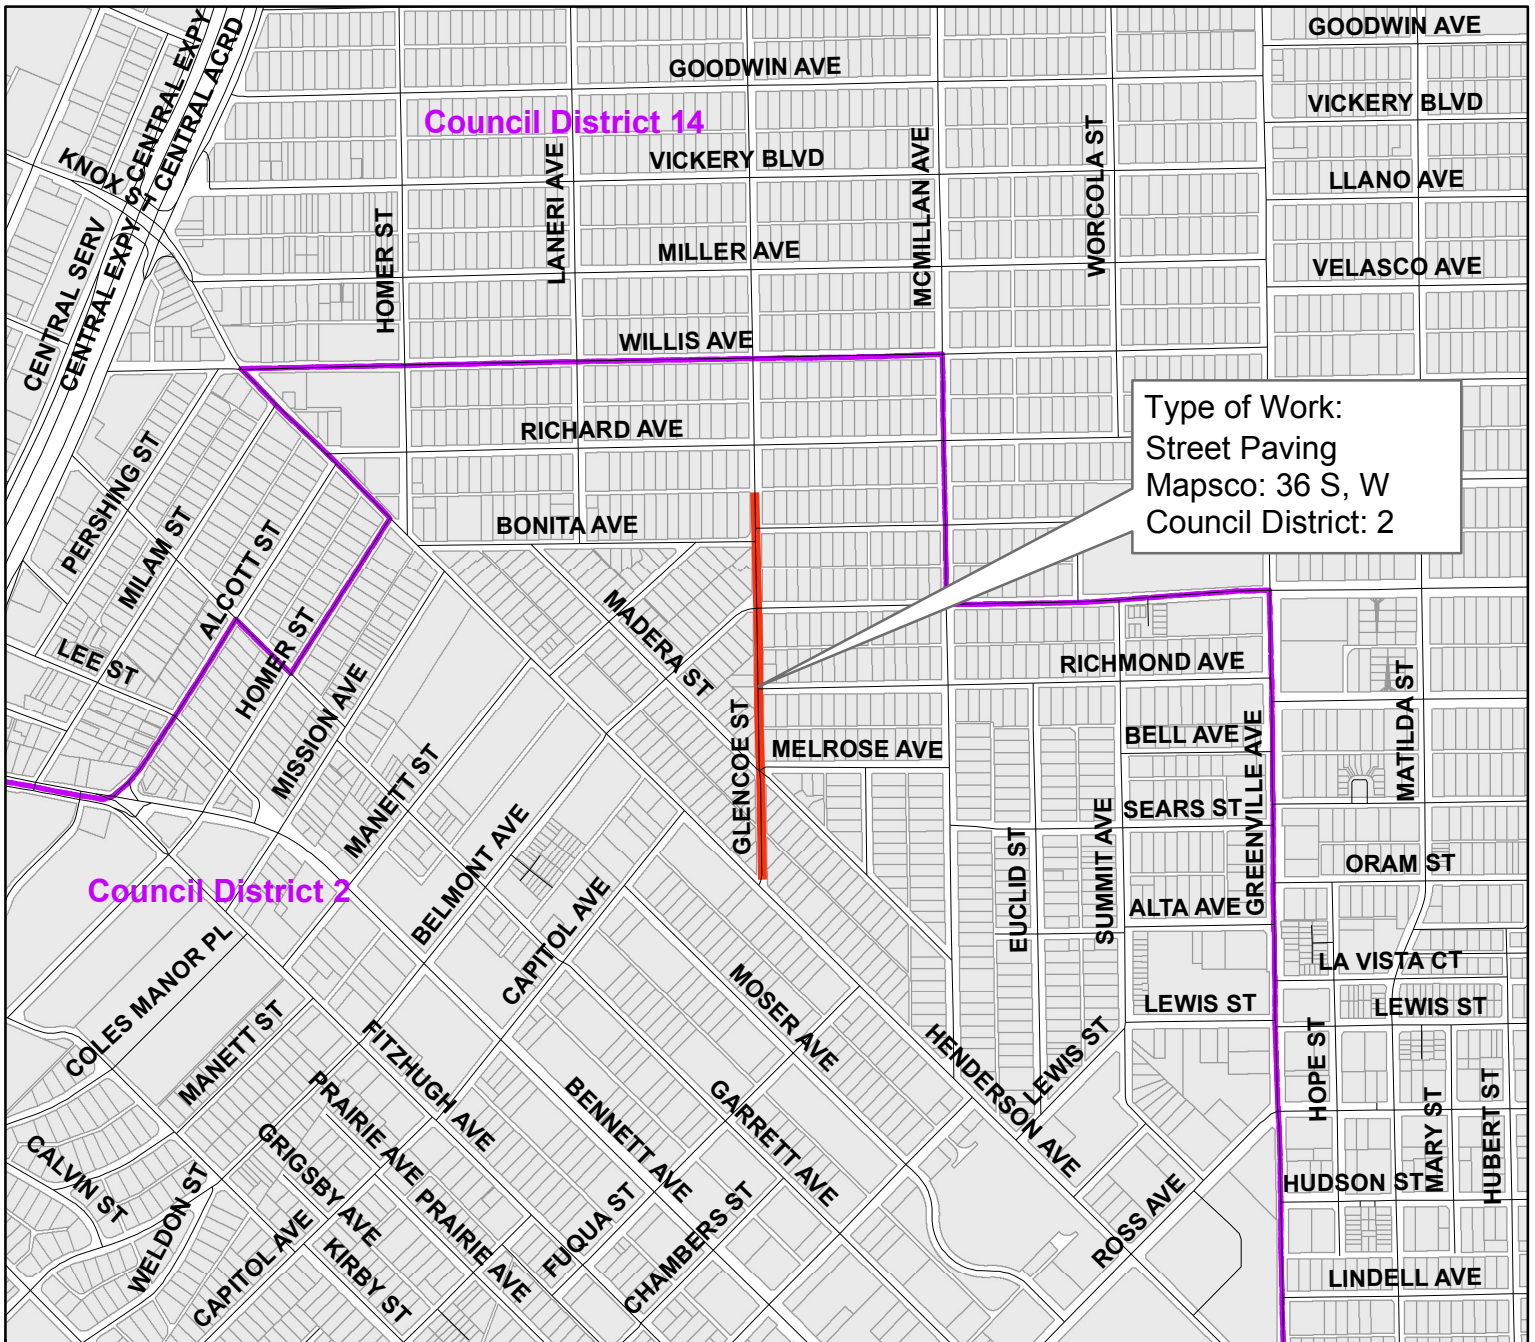 GOODWIN AVE
CENTRAL EXPY
CENTRAL ACRD
GOODWIN AVE
VICKERY BLVD
Council District 14
KNOX ST
VICKERY BLVD
LANERI AVE
MCMILLAN AVE
WORCOLA ST
LLANO AVE
HOMER ST
MILLER AVE
VELASCO AVE
CENTRAL SERV
CENTRAL EXPY
WILLIS AVE
RICHARD AVE
Type of Work:
Street Paving
Mapsco: 36 S, W
Council District: 2
PERSHING ST
MILAM ST
ALCOTT ST
BONITA AVE
LEE ST
HOMER ST
MISSION AVE
MADERA ST
RICHMOND AVE
MATILDA ST
GLENCOE ST
MELROSE AVE
BELL AVE
GREENVILLE AVE
MANETT ST
BELMONT AVE
SEARS ST
EUCLID ST
SUMMIT AVE
ORAM ST
Council District 2
CAPITOL AVE
ALTA AVE
COLES MANOR PL
LA VISTA CT
MOSER AVE
LEWIS ST
LEWIS ST
MANETT ST
FITZHUGH AVE
HENDERSON AVE
LEWIS ST
HOPE ST
PRAIRIE AVE
BENNETT AVE
GARRETT AVE
MARY ST
HUBERT ST
CALVIN ST
GRIGSBY AVE
HUDSON ST
WELDON ST
PRAIRIE AVE
FUQUA ST
CHAMBERS ST
ROSS AVE
CAPITOL AVE
KIRBY ST
LINDELL AVE